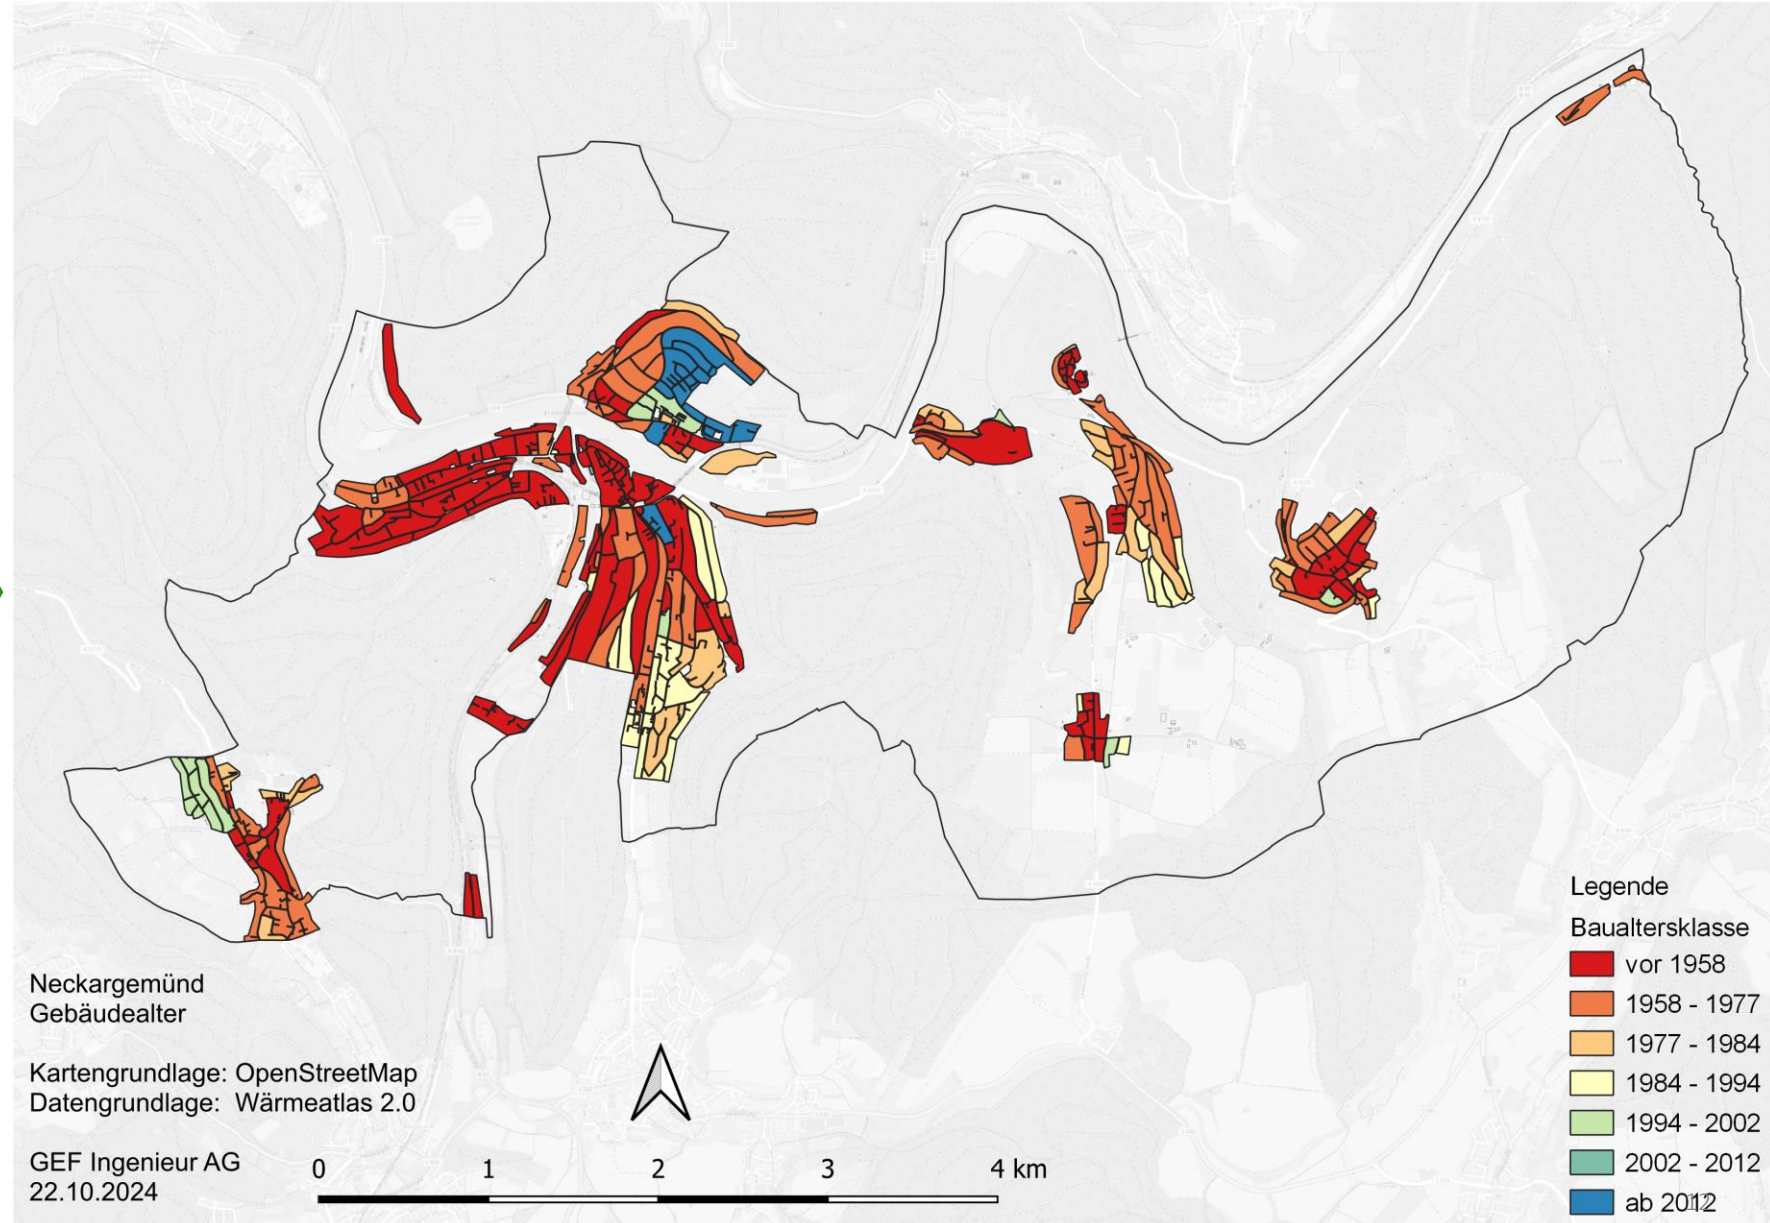 Neckargemünd
Gebäudealter
Kartengrundlage: OpenStreetMap
Datengrundlage: Wärmeatlas 2.0
GEF Ingenieur AG
22.10.2024
0 1 2 3 4 km
Legende
Baualtersklasse
vor 1958
1958 - 1977
1977 - 1984
1984 - 1994
1994 - 2002
2002 - 2012
ab 2012